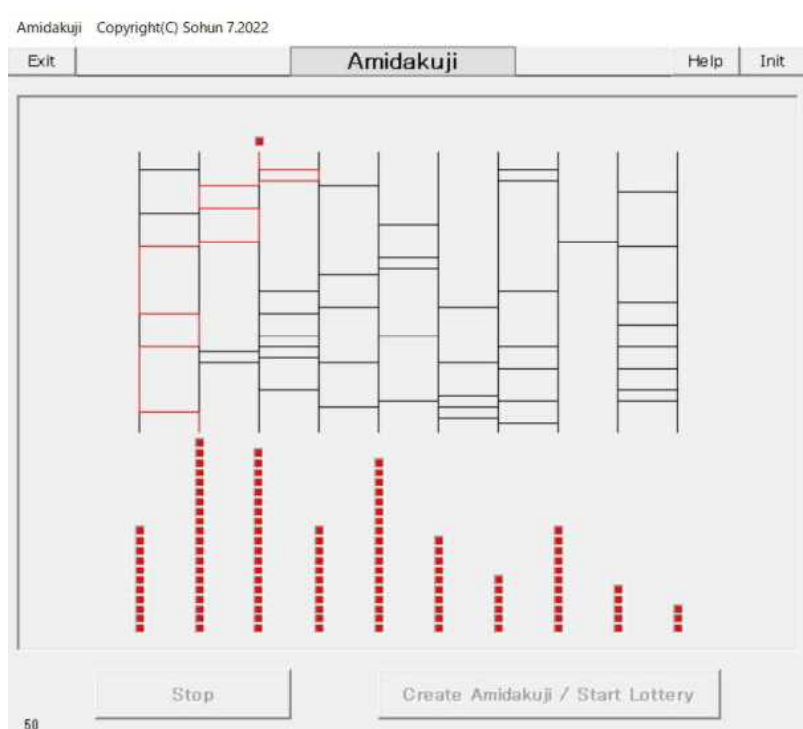 Amidakuji Copyright(C) Sohun 7.2022
Exit Amidakuji Help Init
Stop Create Amidakuji / Start Lottery
50